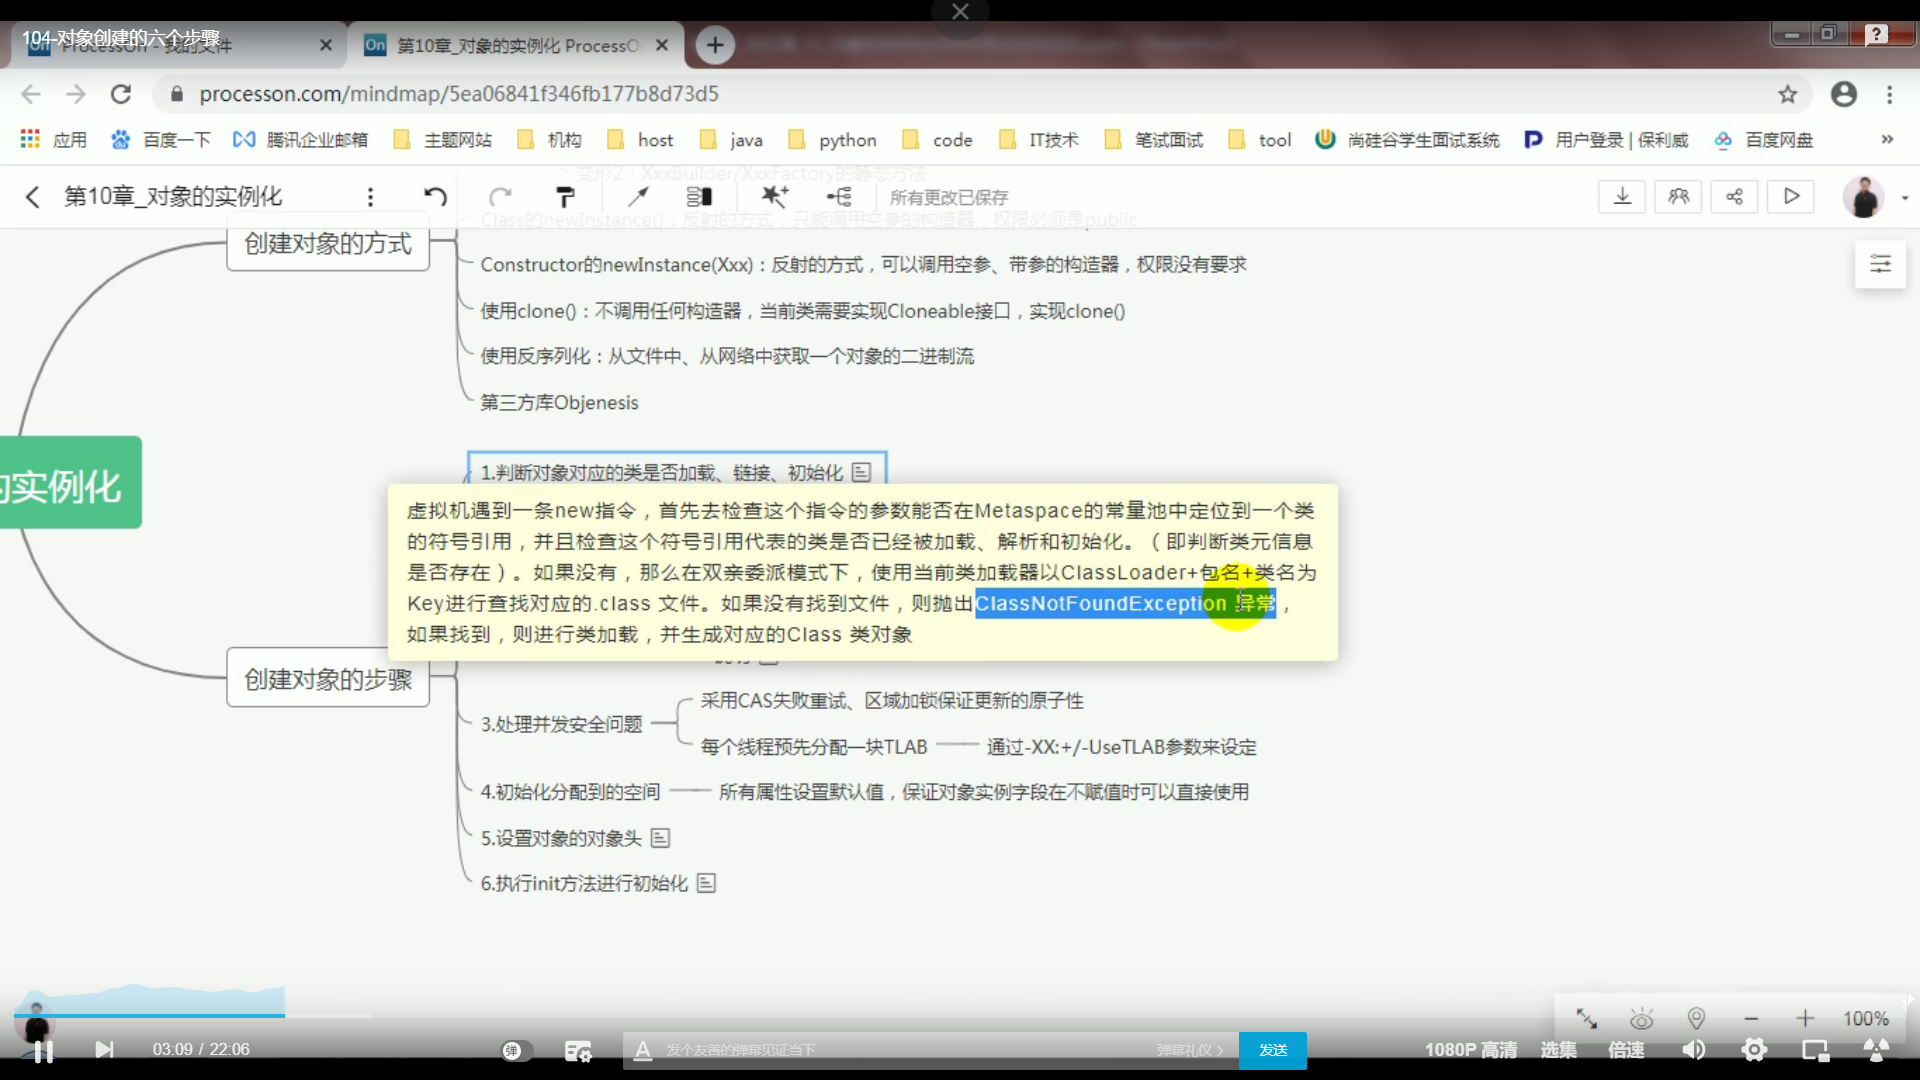 104-对象创建的六个步骤
ProcessOn - 我的文件
On 第10章_对象的实例化 ProcessO
processon.com/mindmap/5ea06841f346fb177b8d73d5
应用 百度一下 腾讯企业邮箱 主题网站 机构 host java python code IT技术 笔试面试 tool 尚硅谷学生面试系统 用户登录 | 保利威 百度网盘 »
变形2：XxxBuilder/XxxFactory的静态方法
第10章_对象的实例化 所有更改已保存
Class的newInstance()：反射的方式，只能调用空参的构造器，权限必须是public
创建对象的方式
Constructor的newInstance(Xxx)：反射的方式，可以调用空参、带参的构造器，权限没有要求
使用clone()：不调用任何构造器，当前类需要实现Cloneable接口，实现clone()
使用反序列化：从文件中、从网络中获取一个对象的二进制流
第三方库Objenesis
的实例化
1.判断对象对应的类是否加载、链接、初始化
虚拟机遇到一条new指令，首先去检查这个指令的参数能否在Metaspace的常量池中定位到一个类
的符号引用，并且检查这个符号引用代表的类是否已经被加载、解析和初始化。（即判断类元信息
是否存在）。如果没有，那么在双亲委派模式下，使用当前类加载器以ClassLoader+包名+类名为
Key进行查找对应的.class 文件。如果没有找到文件，则抛出ClassNotFoundException 异常，
如果找到，则进行类加载，并生成对应的Class 类对象
创建对象的步骤
3.处理并发安全问题
采用CAS失败重试、区域加锁保证更新的原子性
每个线程预先分配一块TLAB 通过-XX:+/-UseTLAB参数来设定
4.初始化分配到的空间 所有属性设置默认值，保证对象实例字段在不赋值时可以直接使用
5.设置对象的对象头
6.执行init方法进行初始化
100%
03:09 / 22:06 弹 发个友善的弹幕见证当下 弹幕礼仪 > 发送 1080P 高清 选集 倍速